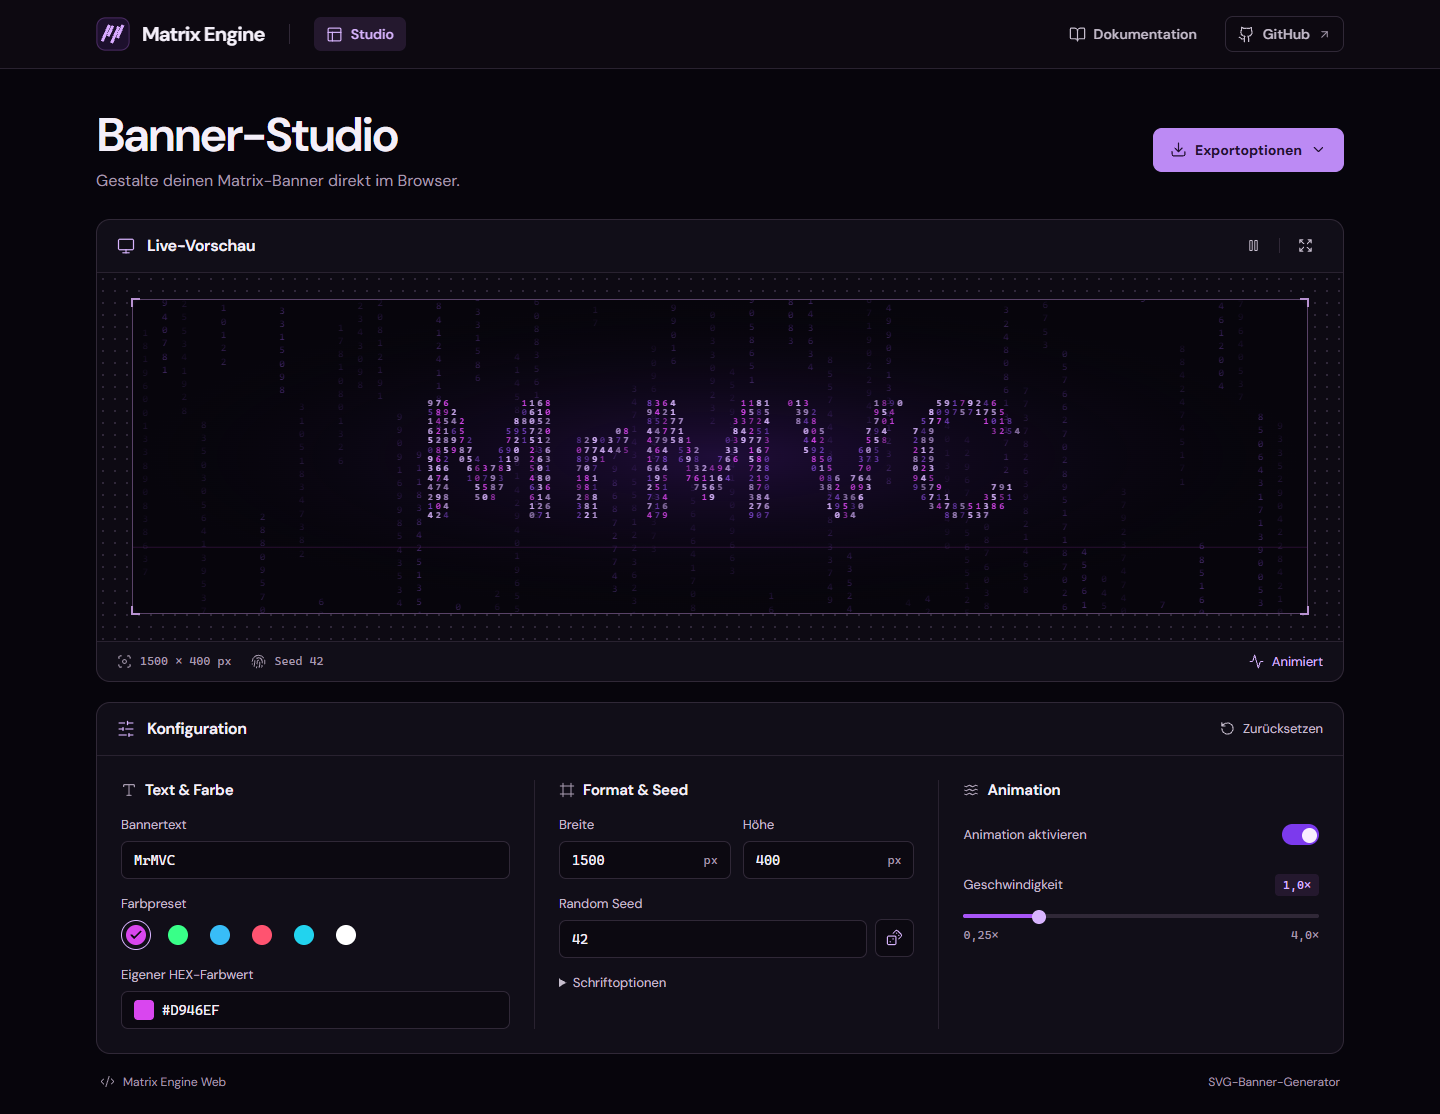 Matrix Engine
Studio
Dokumentation
GitHub
Banner-Studio
Gestalte deinen Matrix-Banner direkt im Browser.
Exportoptionen
Live-Vorschau
MrMVC
1500 × 400 px
Seed 42
Animiert
Konfiguration
Zurücksetzen
Text & Farbe
Bannertext
MrMVC
Farbpreset
Eigener HEX-Farbwert
#D946EF
Format & Seed
Breite
Höhe
1500 px
400 px
Random Seed
42
Schriftoptionen
Animation
Animation aktivieren
Geschwindigkeit
1,0×
0,25×
4,0×
Matrix Engine Web
SVG-Banner-Generator